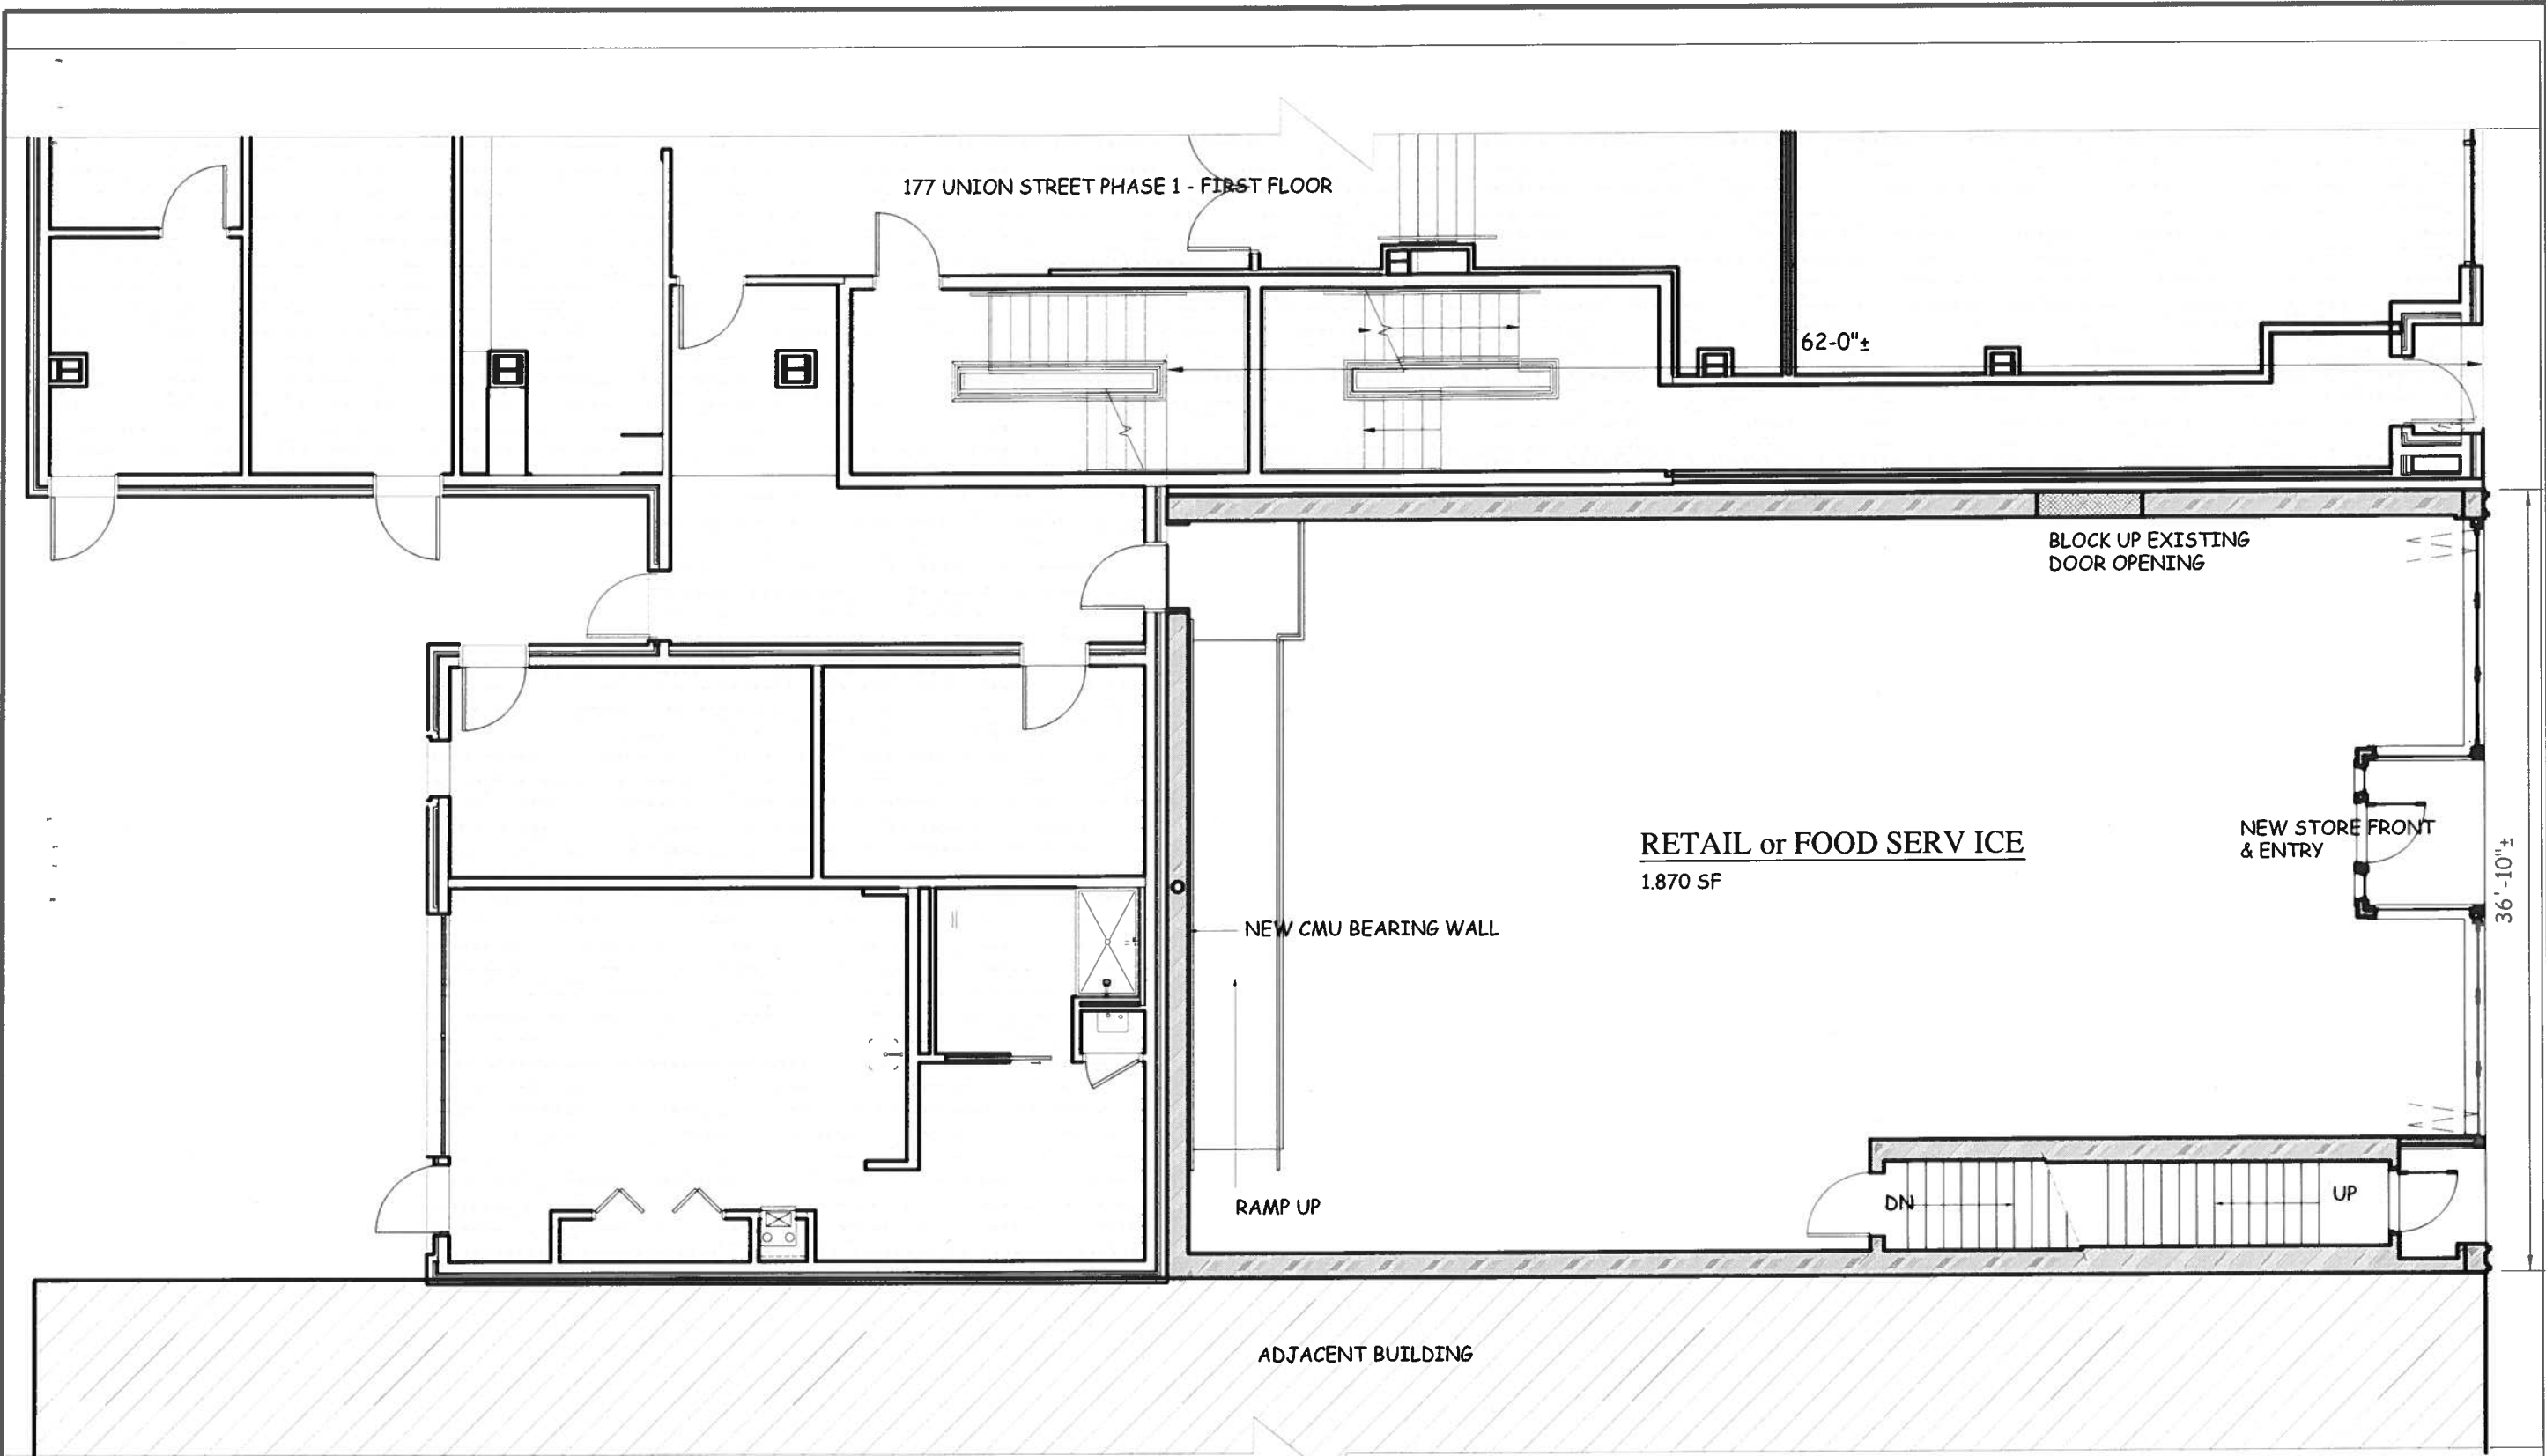 177 UNION STREET PHASE 1 - FIRST FLOOR
62-0"±
BLOCK UP EXISTING
DOOR OPENING
RETAIL or FOOD SERV ICE
1.870 SF
NEW STORE FRONT
& ENTRY
36'-10"±
NEW CMU BEARING WALL
RAMP UP
DN
UP
ADJACENT BUILDING